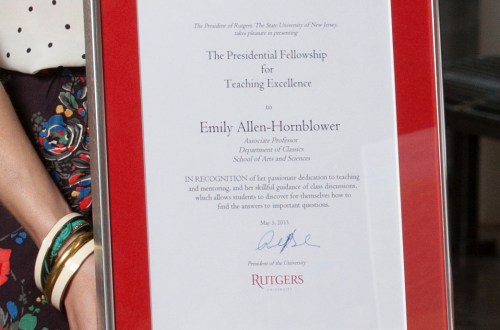 The President of Rutgers, The State University of New Jersey,
takes pleasure in presenting
The Presidential Fellowship
for
Teaching Excellence
to
Emily Allen-Hornblower
Associate Professor
Department of Classics
School of Arts and Sciences
IN RECOGNITION of her passionate dedication to teaching
and mentoring, and her skillful guidance of class discussions,
which allows students to discover for themselves how to
find the answers to important questions.
May 3, 2013
President of the University
RUTGERS